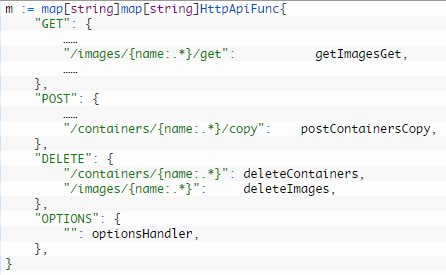 m := map[string]map[string]HttpApiFunc{
"GET": {
……
"/images/{name:.*}/get": getImagesGet,
……
},
"POST": {
……
"/containers/{name:.*}/copy": postContainersCopy,
},
"DELETE": {
"/containers/{name:.*}": deleteContainers,
"/images/{name:.*}": deleteImages,
},
"OPTIONS": {
"": optionsHandler,
},
}